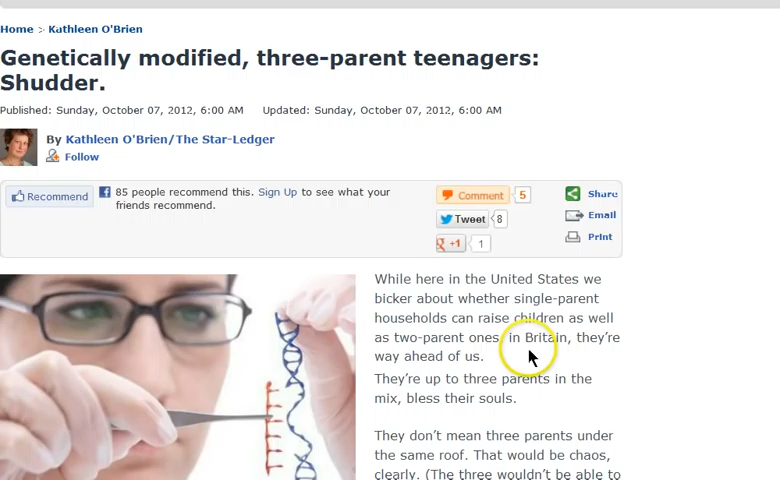 Home > Kathleen O'Brien
Genetically modified, three-parent teenagers:
Shudder.
Published: Sunday, October 07, 2012, 6:00 AM Updated: Sunday, October 07, 2012, 6:00 AM
By Kathleen O'Brien/The Star-Ledger
Follow
Recommend
85 people recommend this. Sign Up to see what your
friends recommend.
Comment 5
Tweet 8
g +1 1
Share
Email
Print
While here in the United States we
bicker about whether single-parent
households can raise children as well
as two-parent ones, in Britain, they're
way ahead of us.
They're up to three parents in the
mix, bless their souls.
They don't mean three parents under
the same roof. That would be chaos,
clearly. (The three wouldn't be able to